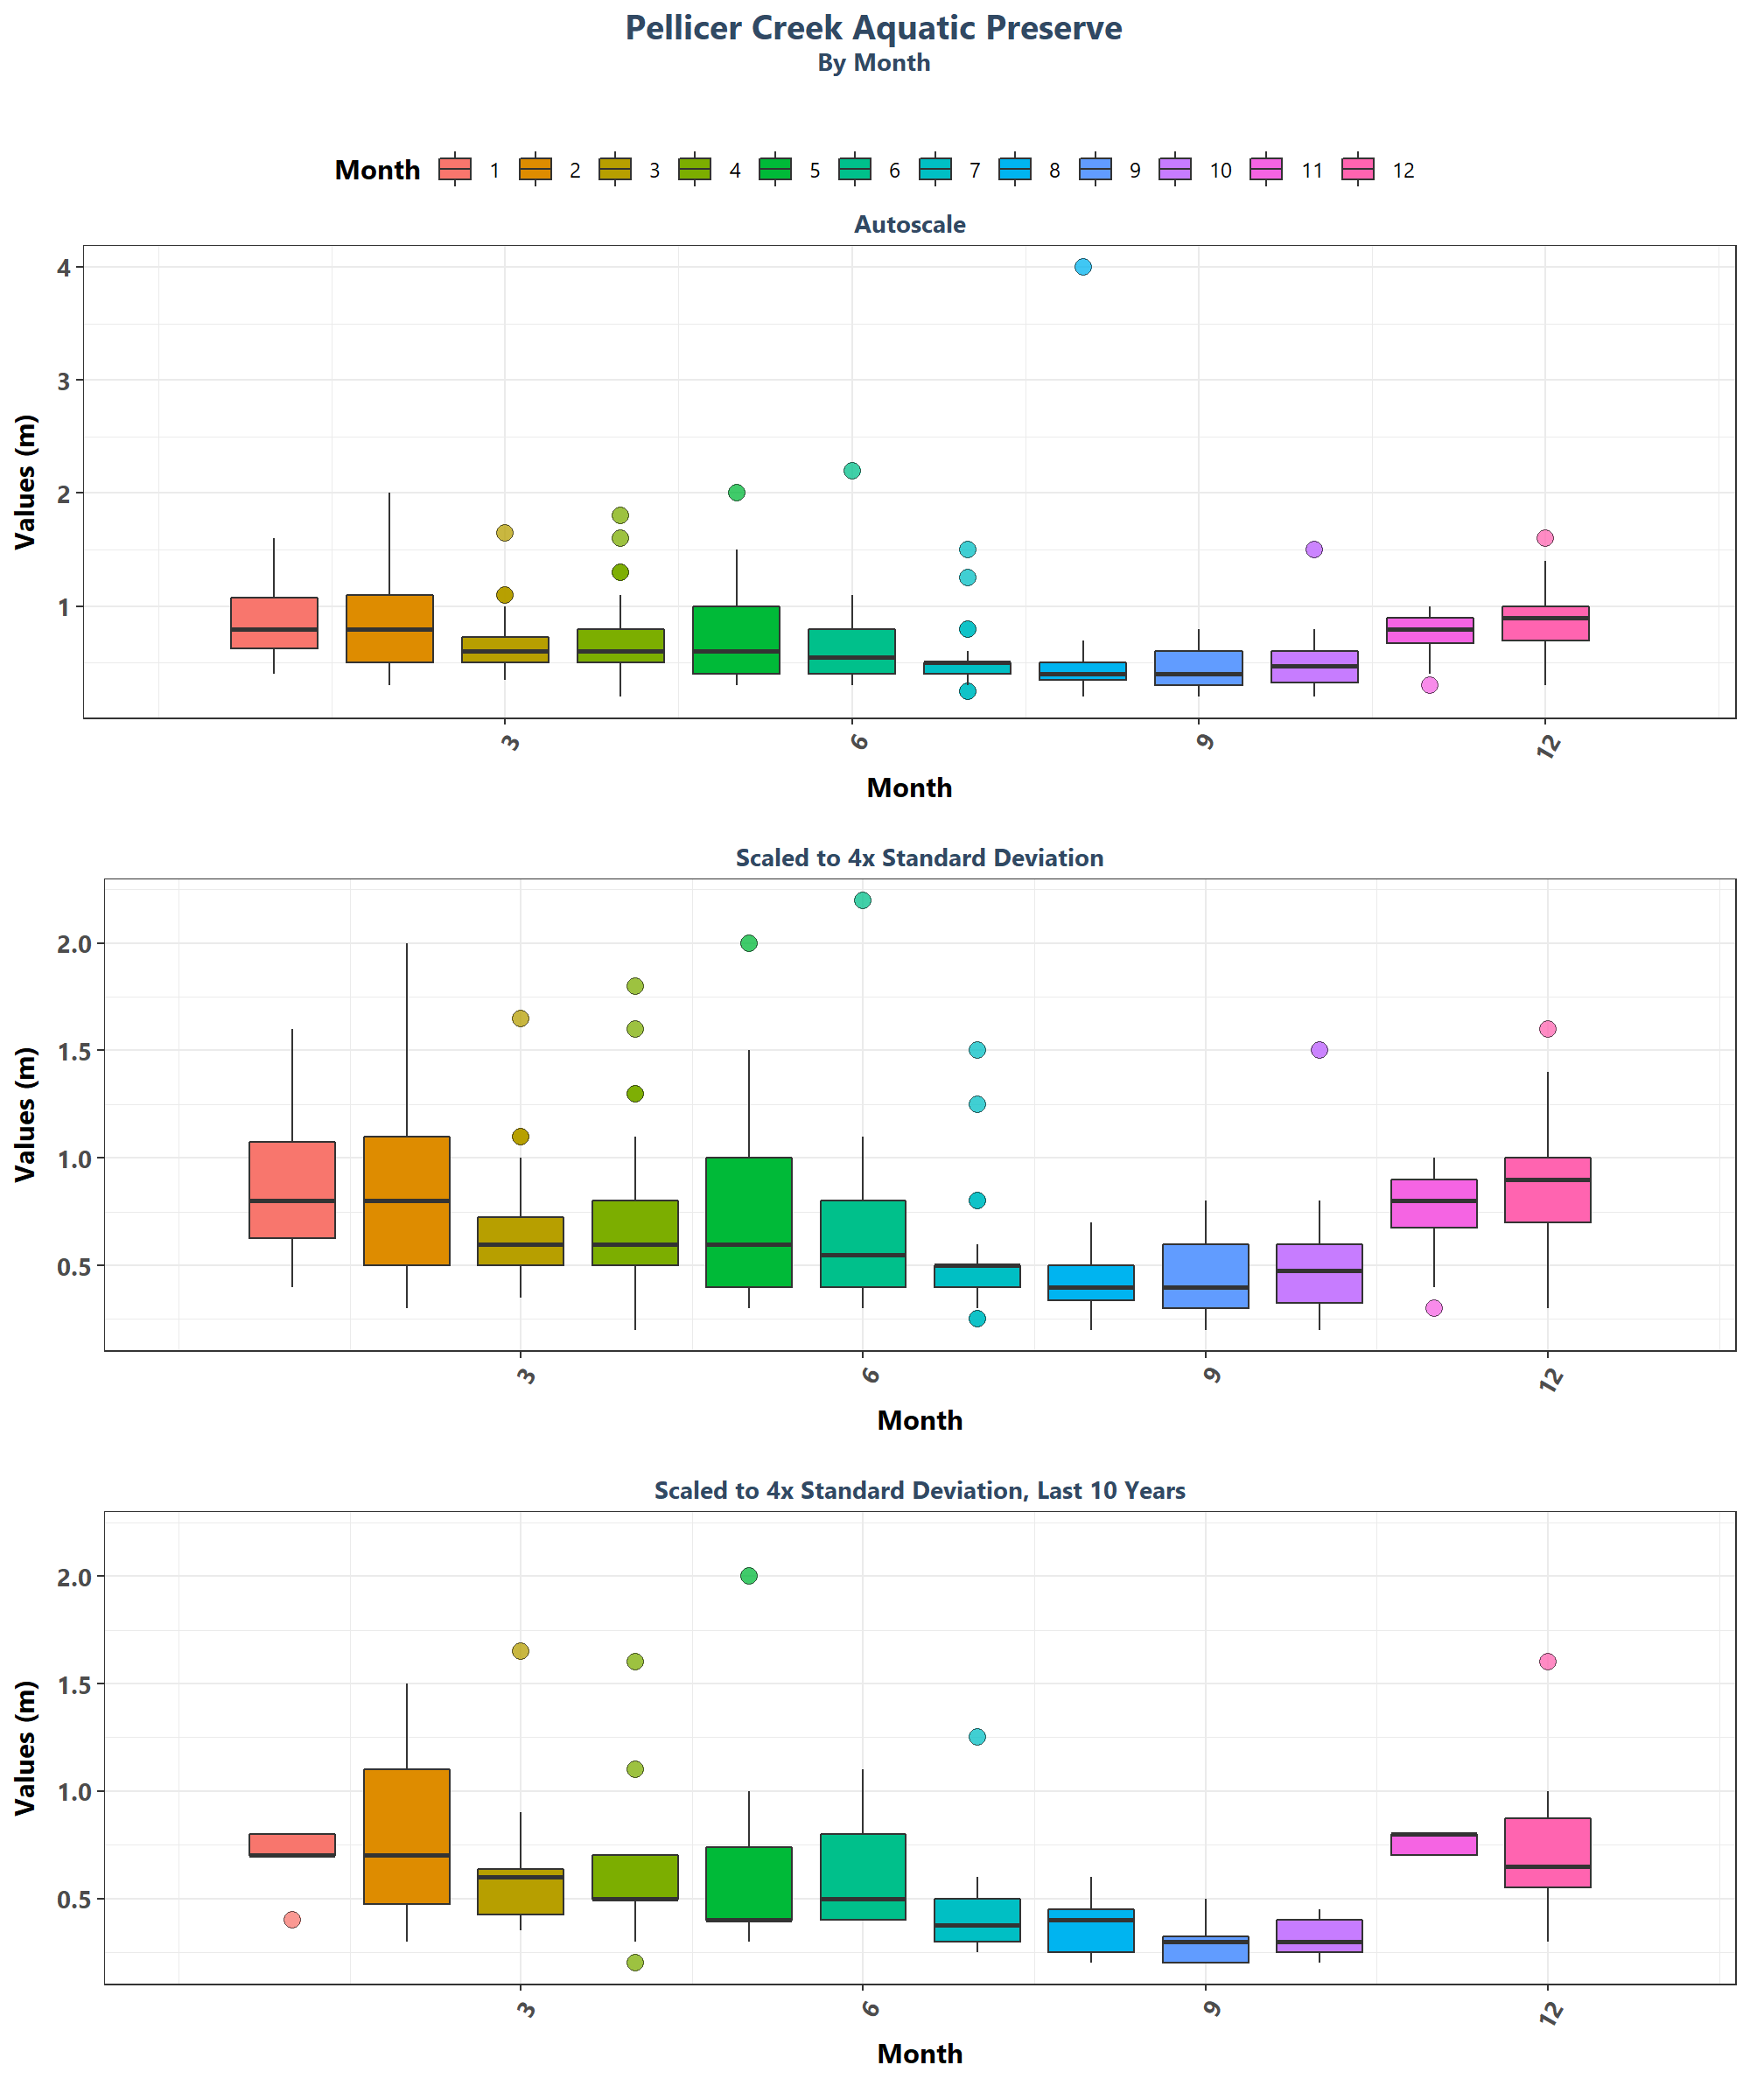 Pellicer Creek Aquatic Preserve
By Month
Month 1 2 3 4 5 6 7 8 9 10 11 12
Autoscale
Values (m)
4
3
2
1
3 6 9 12
Month
Scaled to 4x Standard Deviation
Values (m)
2.0
1.5
1.0
0.5
3 6 9 12
Month
Scaled to 4x Standard Deviation, Last 10 Years
Values (m)
2.0
1.5
1.0
0.5
3 6 9 12
Month